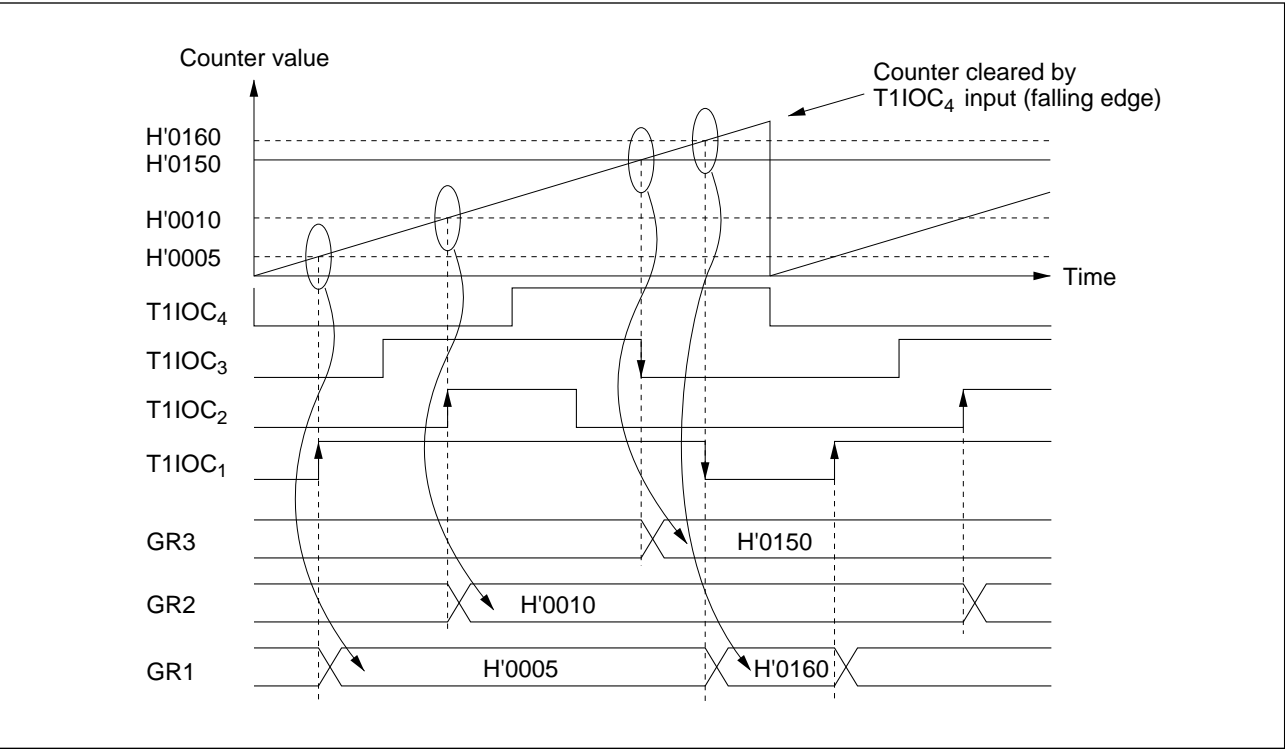 Counter value
Counter cleared by
T1IOC4 input (falling edge)
H'0160
H'0150
H'0010
H'0005
Time
T1IOC4
T1IOC3
T1IOC2
T1IOC1
GR3 H'0150
GR2 H'0010
GR1 H'0005 H'0160